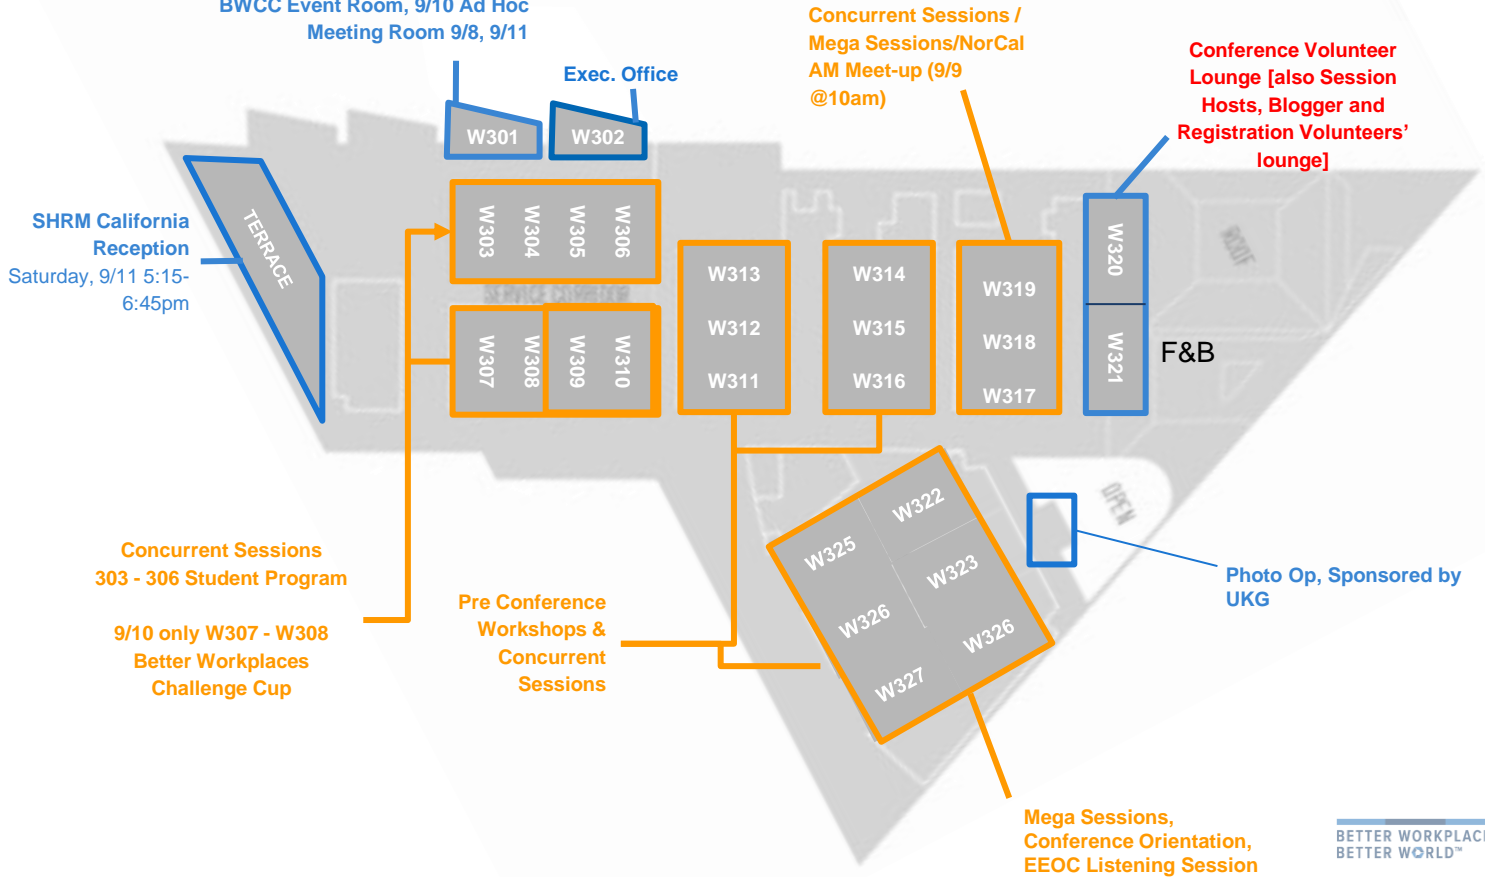 BWCC Event Room, 9/10 Ad Hoc
Meeting Room 9/8, 9/11
Exec. Office
Concurrent Sessions /
Mega Sessions/NorCal
AM Meet-up (9/9
@10am)
Conference Volunteer
Lounge [also Session
Hosts, Blogger and
Registration Volunteers’
lounge]
W301
W302
SHRM California
Reception
Saturday, 9/11 5:15-
6:45pm
TERRACE
W303
W304
W305
W306
SERVICE CORRIDOR
W307
W308
W309
W310
W313
W312
W311
W314
W315
W316
W319
W318
W317
W320
W321
F&B
ROOF
OPEN
W322
W325
W323
W326
W326
W327
Concurrent Sessions
303 - 306 Student Program
9/10 only W307 - W308
Better Workplaces
Challenge Cup
Pre Conference
Workshops &
Concurrent
Sessions
Photo Op, Sponsored by
UKG
Mega Sessions,
Conference Orientation,
EEOC Listening Session
BETTER WORKPLAC
BETTER WORLD™